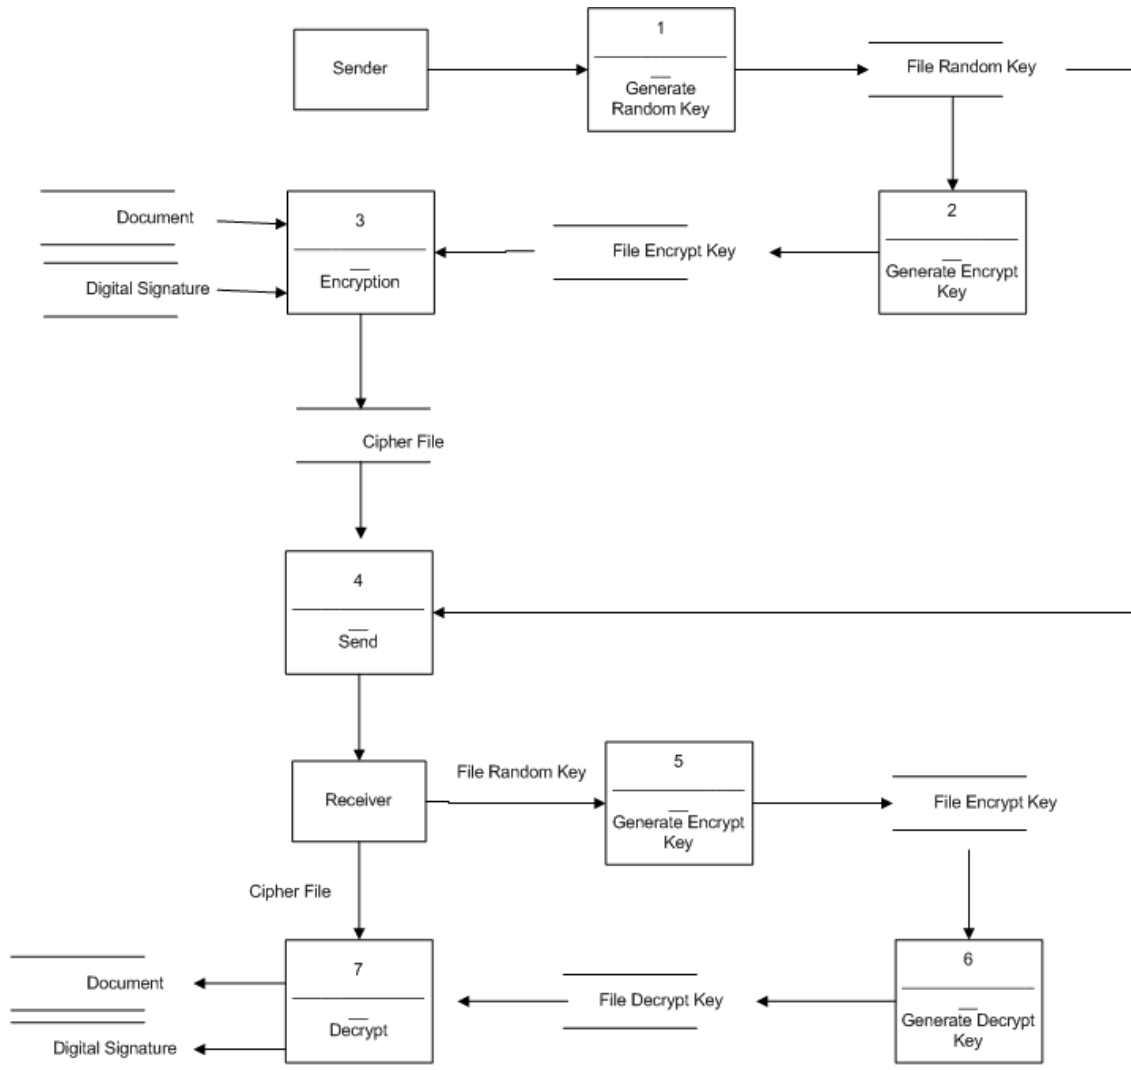 Sender
1
Generate
Random Key
File Random Key
Document
3
Encryption
File Encrypt Key
2
Generate Encrypt
Key
Digital Signature
Cipher File
4
Send
Receiver
File Random Key
5
Generate Encrypt
Key
File Encrypt Key
Cipher File
Document
7
Decrypt
File Decrypt Key
6
Generate Decrypt
Key
Digital Signature